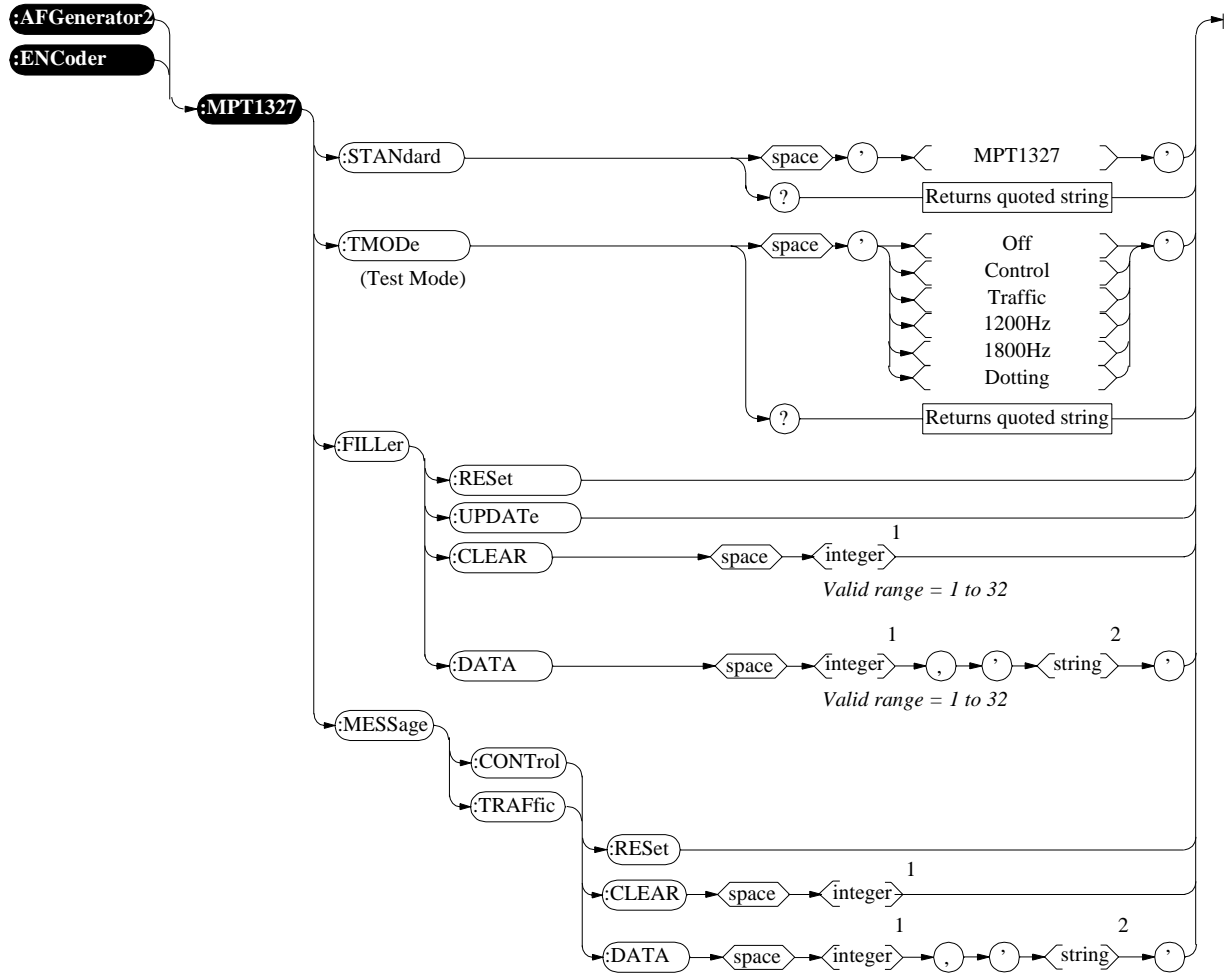 :AFGenerator2
:ENCoder
:MPT1327
:STANdard space ’ MPT1327 ’
? Returns quoted string
:TMODe space ’ Off ’
(Test Mode)
Control
Traffic
1200Hz
1800Hz
Dotting
? Returns quoted string
:FILLer
:RESet
:UPDATe
1
:CLEAR space integer
Valid range = 1 to 32
1 2
:DATA space integer , ’ string ’
Valid range = 1 to 32
:MESSage
:CONTrol
:TRAFfic
:RESet
1
:CLEAR space integer
1 2
:DATA space integer , ’ string ’